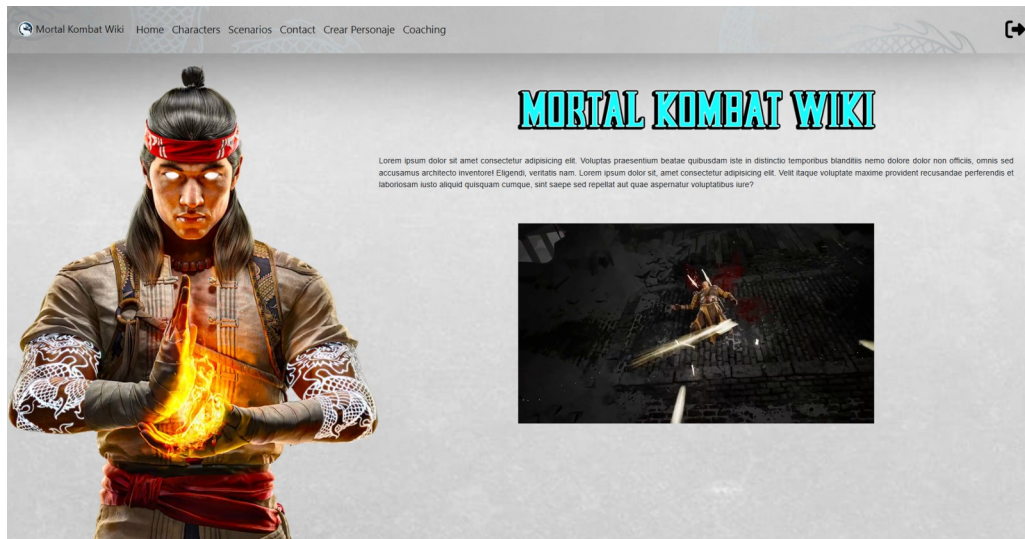 Mortal Kombat Wiki Home Characters Scenarios Contact Crear Personaje Coaching
MORTAL KOMBAT WIKI
Lorem ipsum dolor sit amet consectetur adipisicing elit. Voluptas praesentium beatae quibusdam iste in distinctio temporibus blanditiis nemo dolore dolor non officiis, omnis sed
accusamus architecto inventore! Eligendi, veritatis nam. Lorem ipsum dolor sit, amet consectetur adipisicing elit. Velit itaque voluptate maxime provident recusandae perferendis et
laboriosam iusto aliquid quisquam cumque, sint saepe sed repellat aut quae aspernatur voluptatibus iure?